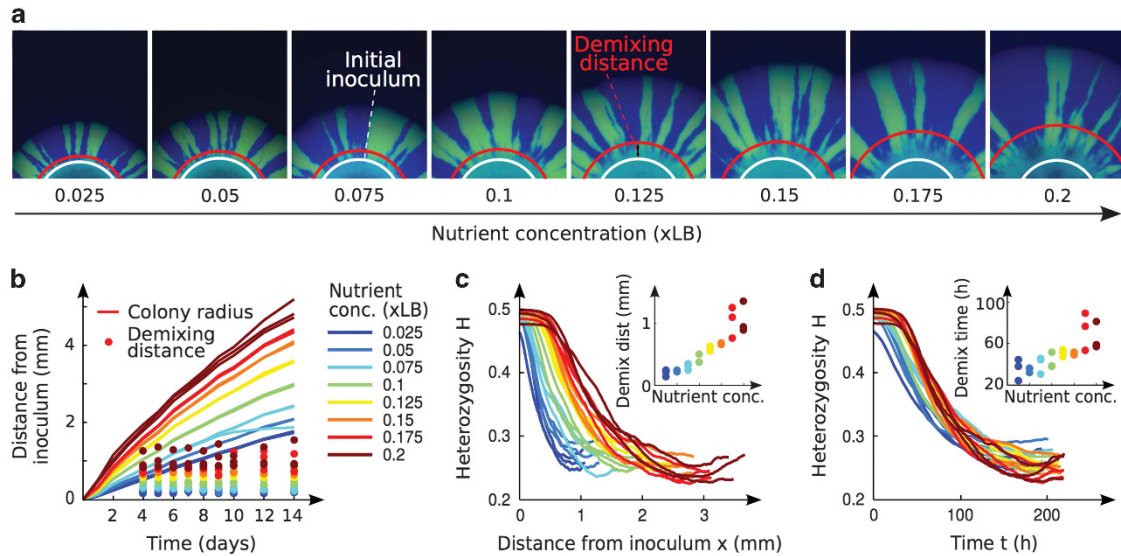 a
Initial
inoculum
Demixing
distance
0.025 0.05 0.075 0.1 0.125 0.15 0.175 0.2
Nutrient concentration (xLB)
b
Colony radius
Demixing
distance
Distance from
inoculum (mm)
0 2 4
2 4 6 8 10 12 14
Time (days)
Nutrient
conc. (xLB)
0.025
0.05
0.075
0.1
0.125
0.15
0.175
0.2
c
Heterozygosity H
0.5
0.4
0.3
0.2
0 1 2 3
Distance from inoculum x (mm)
Demix dist (mm)
1
0
Nutrient conc.
d
Heterozygosity H
0.5
0.4
0.3
0.2
0 100 200
Time t (h)
Demix time (h)
100
60
20
Nutrient conc.